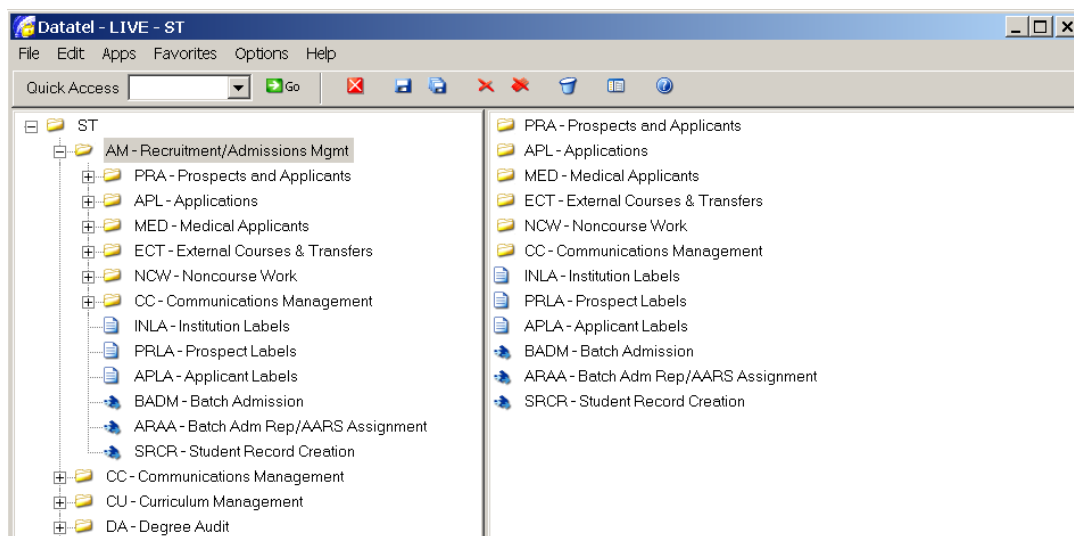 Datatel - LIVE - ST
File Edit Apps Favorites Options Help
Quick Access Go
ST
AM - Recruitment/Admissions Mgmt
PRA - Prospects and Applicants
APL - Applications
MED - Medical Applicants
ECT - External Courses & Transfers
NCW - Noncourse Work
CC - Communications Management
INLA - Institution Labels
PRLA - Prospect Labels
APLA - Applicant Labels
BADM - Batch Admission
ARAA - Batch Adm Rep/AARS Assignment
SRCR - Student Record Creation
CC - Communications Management
CU - Curriculum Management
DA - Degree Audit
PRA - Prospects and Applicants
APL - Applications
MED - Medical Applicants
ECT - External Courses & Transfers
NCW - Noncourse Work
CC - Communications Management
INLA - Institution Labels
PRLA - Prospect Labels
APLA - Applicant Labels
BADM - Batch Admission
ARAA - Batch Adm Rep/AARS Assignment
SRCR - Student Record Creation